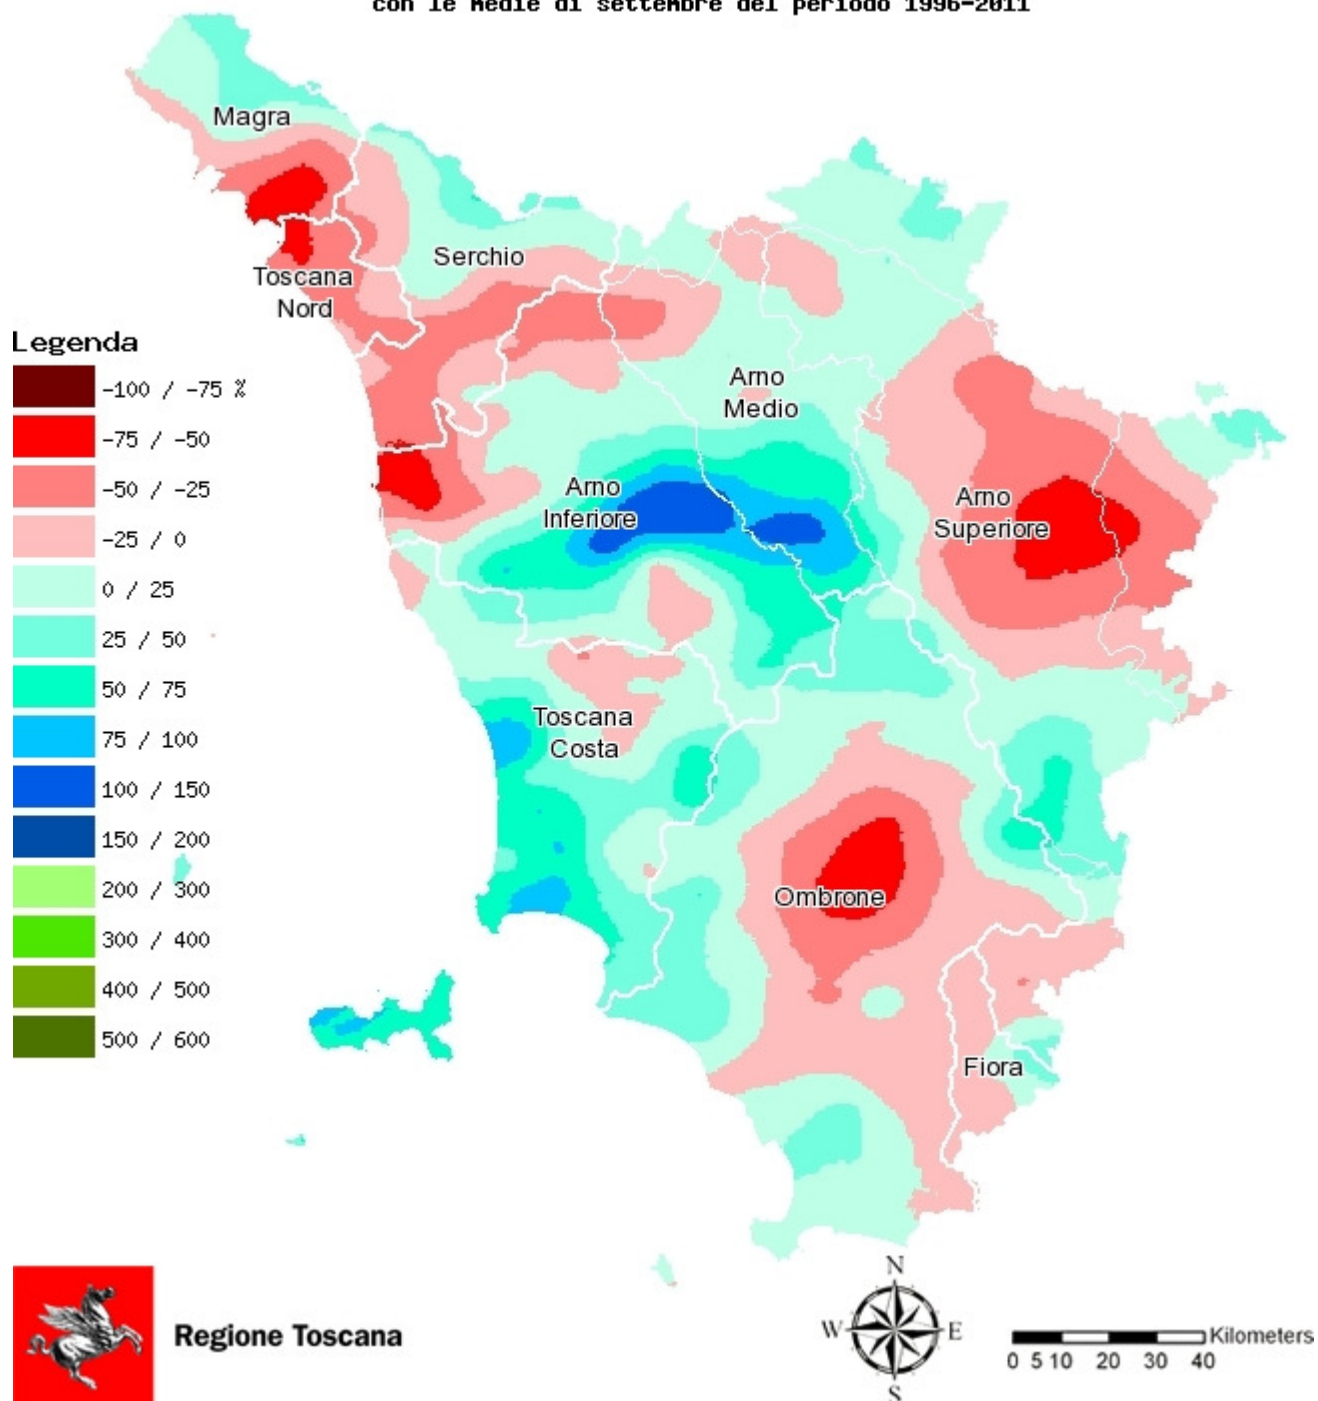 con le medie di settembre del periodo 1996-2011
Magra
Serchio
Toscana
Nord
Legenda
-100 / -75 %
-75 / -50
-50 / -25
-25 / 0
0 / 25
25 / 50
50 / 75
75 / 100
100 / 150
150 / 200
200 / 300
300 / 400
400 / 500
500 / 600
Arno
Medio
Arno
Inferiore
Arno
Superiore
Toscana
Costa
Ombrone
Fiora
Regione Toscana
N
W
E
S
Kilometers
0 5 10 20 30 40